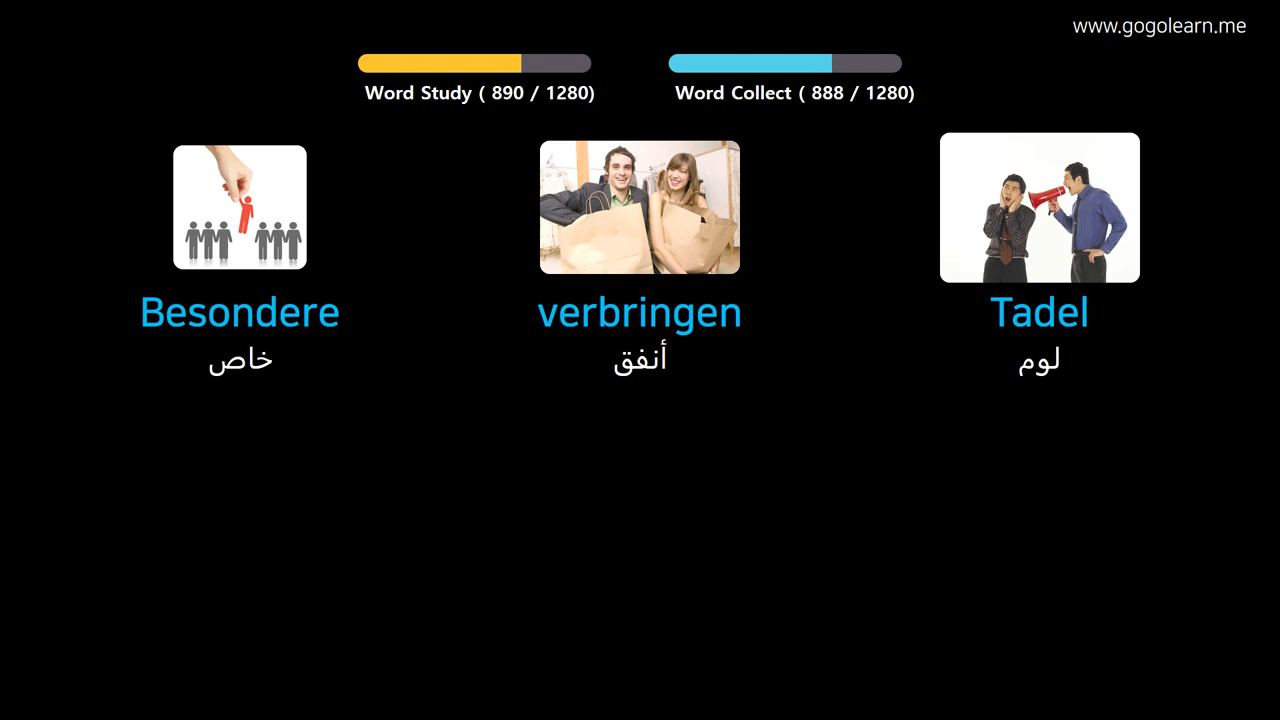 www.gogolearn.me
Word Study ( 890 / 1280)
Word Collect ( 888 / 1280)
Besondere
خاص
verbringen
أنفق
Tadel
لوم